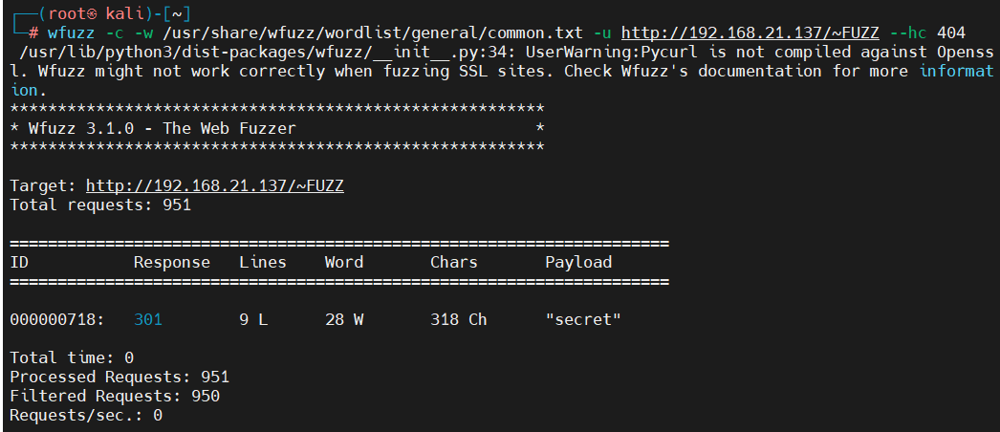 ┌──(root㉿ kali)-[~]
└─# wfuzz -c -w /usr/share/wfuzz/wordlist/general/common.txt -u http://192.168.21.137/~FUZZ --hc 404
 /usr/lib/python3/dist-packages/wfuzz/__init__.py:34: UserWarning:Pycurl is not compiled against Openss
l. Wfuzz might not work correctly when fuzzing SSL sites. Check Wfuzz's documentation for more informat
ion.
********************************************************
* Wfuzz 3.1.0 - The Web Fuzzer                         *
********************************************************

Target: http://192.168.21.137/~FUZZ
Total requests: 951

=====================================================================
ID           Response   Lines    Word       Chars       Payload
=====================================================================

000000718:   301        9 L      28 W       318 Ch      "secret"

Total time: 0
Processed Requests: 951
Filtered Requests: 950
Requests/sec.: 0